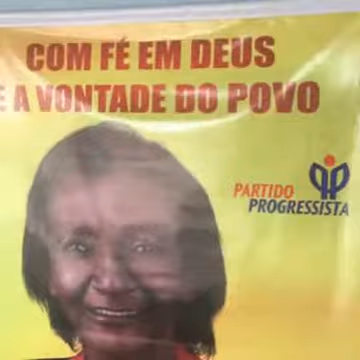 COM FÉ EM DEUS
E A VONTADE DO POVO
PARTIDO
PROGRESSISTA